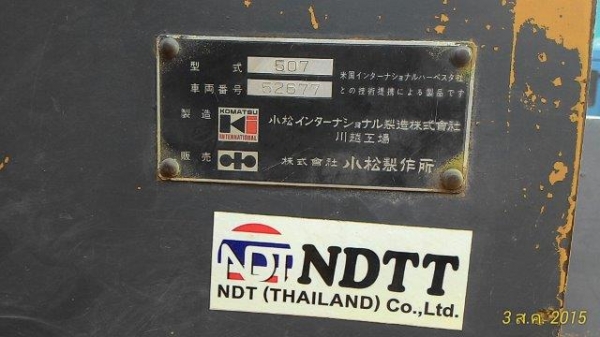 型式 507
米国インターナショナルハーベスタ社
車両番号 52677
との技術提携による製品です
製造 KOMATSU INTERNATIONAL 小松インターナショナル製造株式會社
川越工場
販売 株式會社 小松製作所
NDT NDTT
NDT (THAILAND) Co.,Ltd.
3 ส.ค. 2015